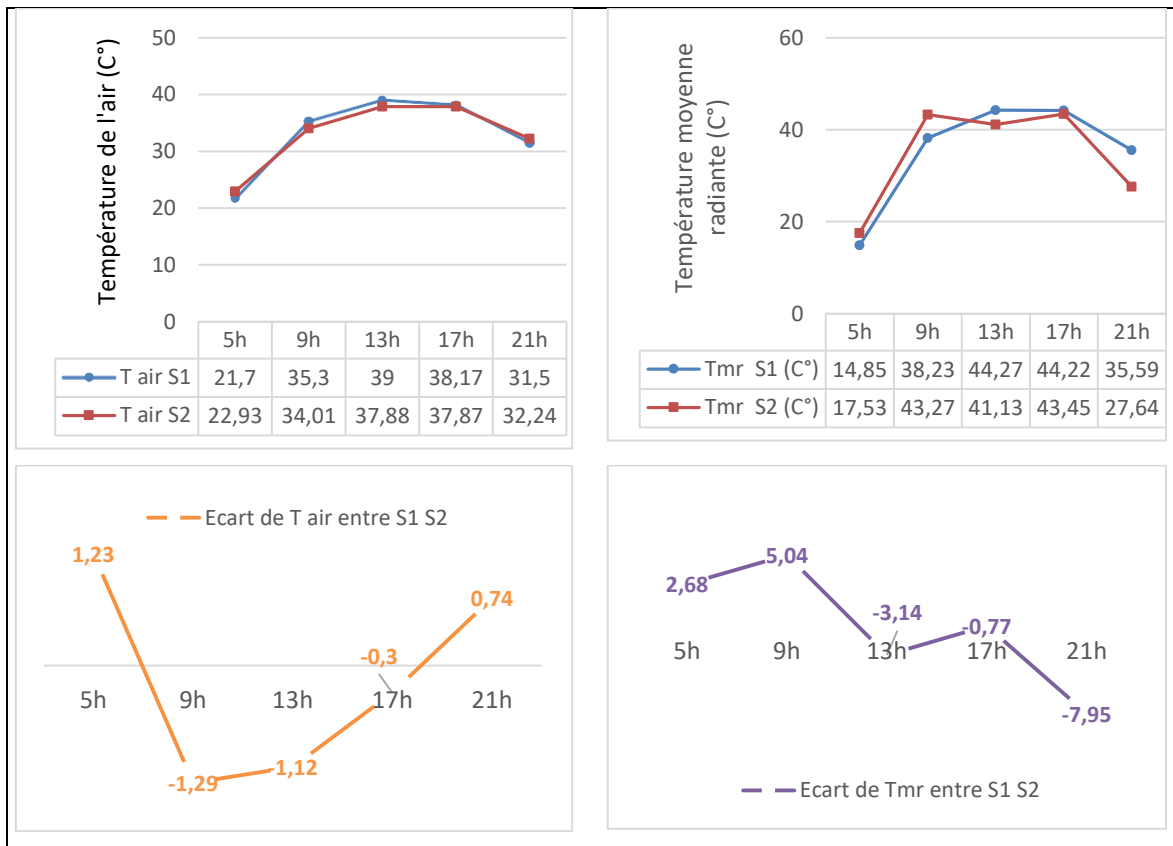 Température de l'air (C°)
50
40
30
20
10
0
5h 9h 13h 17h 21h
T air S1 21,7 35,3 39 38,17 31,5
T air S2 22,93 34,01 37,88 37,87 32,24
Température moyenne
radiante (C°)
60
40
20
0
5h 9h 13h 17h 21h
Tmr S1 (C°) 14,85 38,23 44,27 44,22 35,59
Tmr S2 (C°) 17,53 43,27 41,13 43,45 27,64
Ecart de T air entre S1 S2
1,23
0,74
-0,3
5h 9h 13h 17h 21h
-1,12
-1,29
5,04
2,68
-3,14
-0,77
5h 9h 13h 17h 21h
-7,95
Ecart de Tmr entre S1 S2